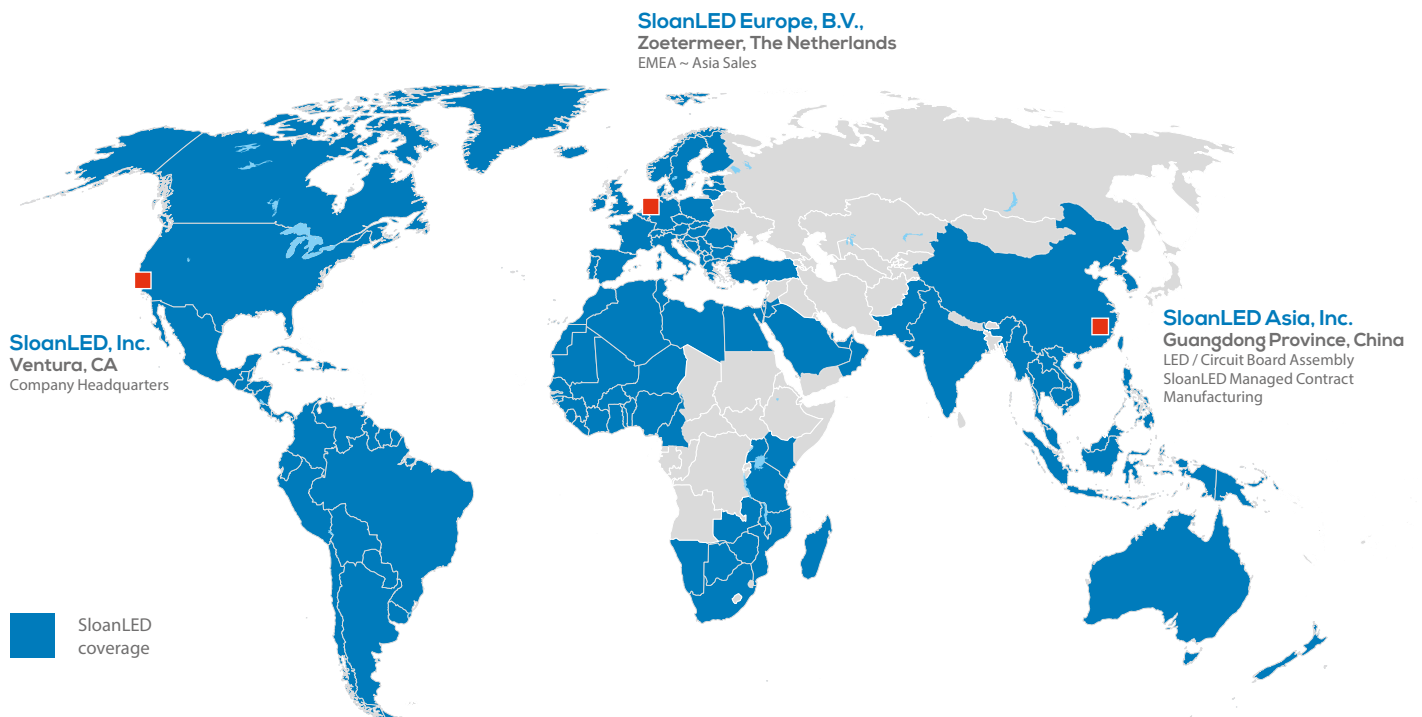 SloanLED Europe, B.V.,
Zoetermeer, The Netherlands
EMEA ~ Asia Sales
SloanLED, Inc.
Ventura, CA
Company Headquarters
SloanLED Asia, Inc.
Guangdong Province, China
LED / Circuit Board Assembly
SloanLED Managed Contract
Manufacturing
SloanLED
coverage